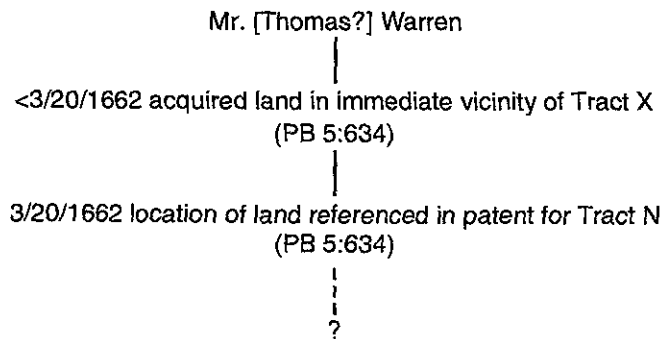 Mr. [Thomas?] Warren
<3/20/1662 acquired land in immediate vicinity of Tract X
(PB 5:634)
3/20/1662 location of land referenced in patent for Tract N
(PB 5:634)
?